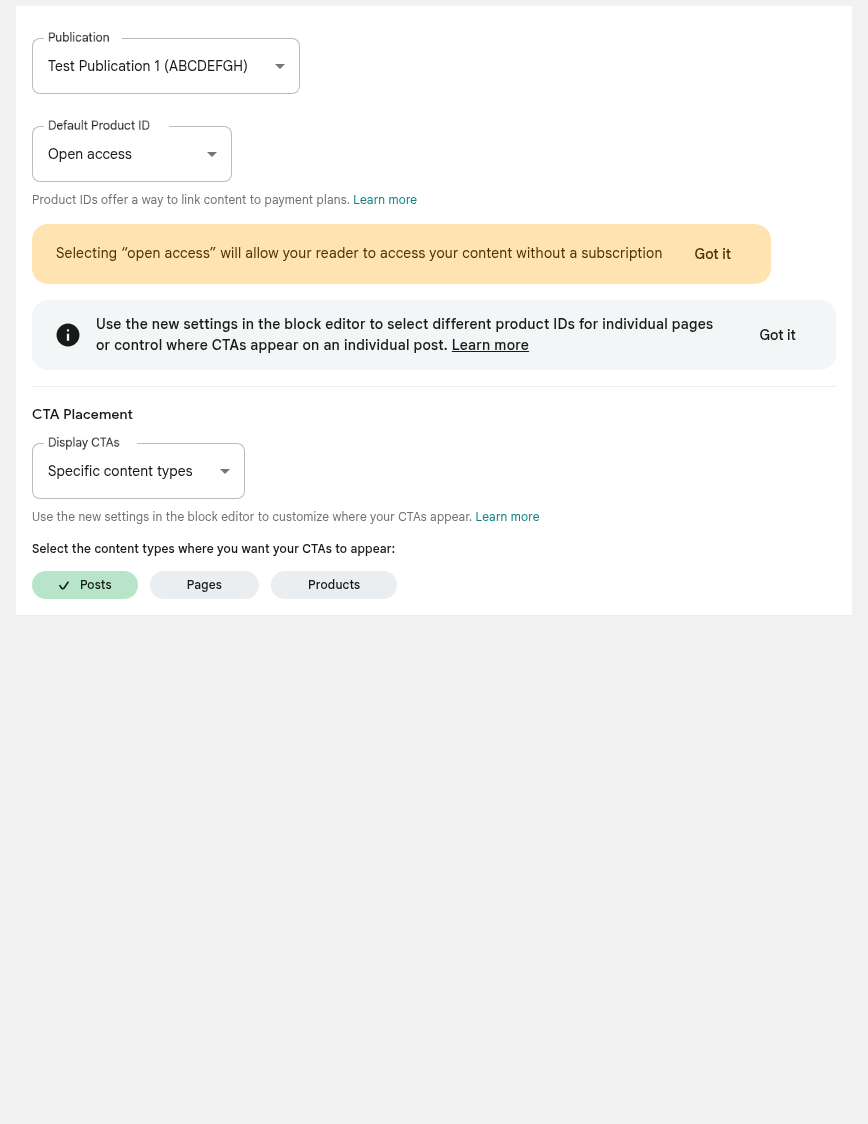 Publication
Test Publication 1 (ABCDEFGH)
Default Product ID
Open access
Product IDs offer a way to link content to payment plans. Learn more
Selecting “open access” will allow your reader to access your content without a subscription
Got it
Use the new settings in the block editor to select different product IDs for individual pages
or control where CTAs appear on an individual post. Learn more
Got it
CTA Placement
Display CTAs
Specific content types
Use the new settings in the block editor to customize where your CTAs appear. Learn more
Select the content types where you want your CTAs to appear:
Posts
Pages
Products